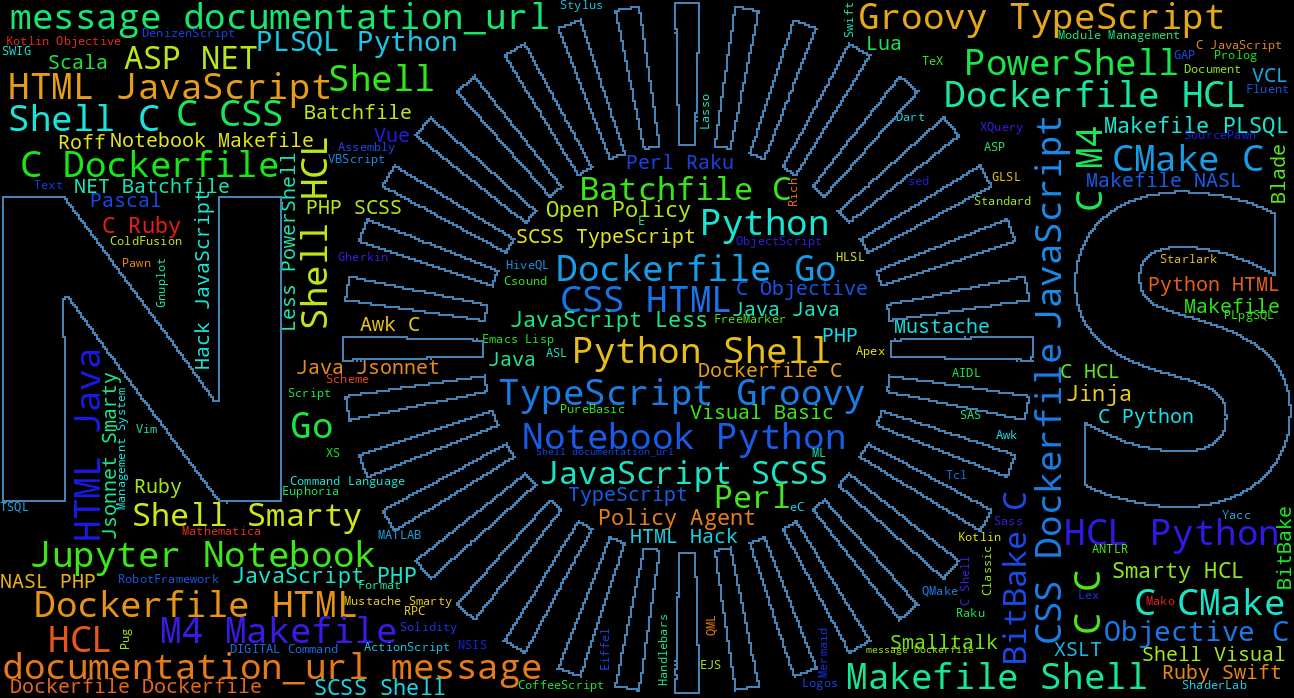 message documentation_url
Stylus
Swift
Groovy TypeScript
Kotlin Objective
DenizenScript
PLSQL Python
Lua
Module Management
C JavaScript
SWIG
Scala
ASP NET
TeX
PowerShell
GAP
Prolog
Document
VCL
HTML JavaScript
Shell
Dockerfile HCL
Fluent
Shell C
C CSS
Batchfile
Lasso
Dart
XQuery
Makefile PLSQL
SourcePawn
Roff
Notebook Makefile
Vue
Assembly
VBScript
ASP
C M4
CMake C
Blade
C Dockerfile
Perl Raku
Text
NET Batchfile
Pascal
Shell HCL
Less PowerShell
Batchfile C
Rich
sed
GLSL
Makefile NASL
Standard
PHP SCSS
Open Policy
E
Python
C Ruby
ColdFusion
Hack JavaScript
SCSS TypeScript
ObjectScript
CSS Dockerfile JavaScript
Pawn
Gnuplot
Gherkin
HiveQL
Csound
Dockerfile Go
HLSL
Starlark
CSS HTML
C Objective
Python HTML
Java Java
Makefile
PLpgSQL
Awk C
JavaScript Less
FreeMarker
Mustache
Emacs Lisp
PHP
Java
ASL
Python Shell
Apex
HTML Java
Java Jsonnet
Scheme
Dockerfile C
AIDL
C HCL
Script
TypeScript Groovy
Jinja
Jsonnet Smarty
Management System
Vim
Go
PureBasic
Visual Basic
SAS
C Python
XS
Notebook Python
Awk
Shell documentation_url
ML
JavaScript SCSS
Tcl
TSQL
Ruby
Command Language
Euphoria
TypeScript
Perl
eC
Sass
BitBake C
Shell Smarty
Mathematica
MATLAB
Policy Agent
HTML Hack
Kotlin
HCL Python
Yacc
ANTLR
BitBake
Jupyter Notebook
NASL PHP
RobotFramework
JavaScript PHP
Format
QMake
C Shell
Classic
C C
Lex
Smarty HCL
Dockerfile HTML
Mustache Smarty
RPC
Raku
Mako
C CMake
HCL
Pug
M4 Makefile
Solidity
Eiffel
Handlebars
QML
Mermaid
Smalltalk
Objective C
DIGITAL Command
ActionScript
NSIS
message Dockerfile
XSLT
Shell Visual
documentation_url message
EJS
Makefile Shell
Ruby Swift
Dockerfile Dockerfile
SCSS Shell
CoffeeScript
Logos
ShaderLab